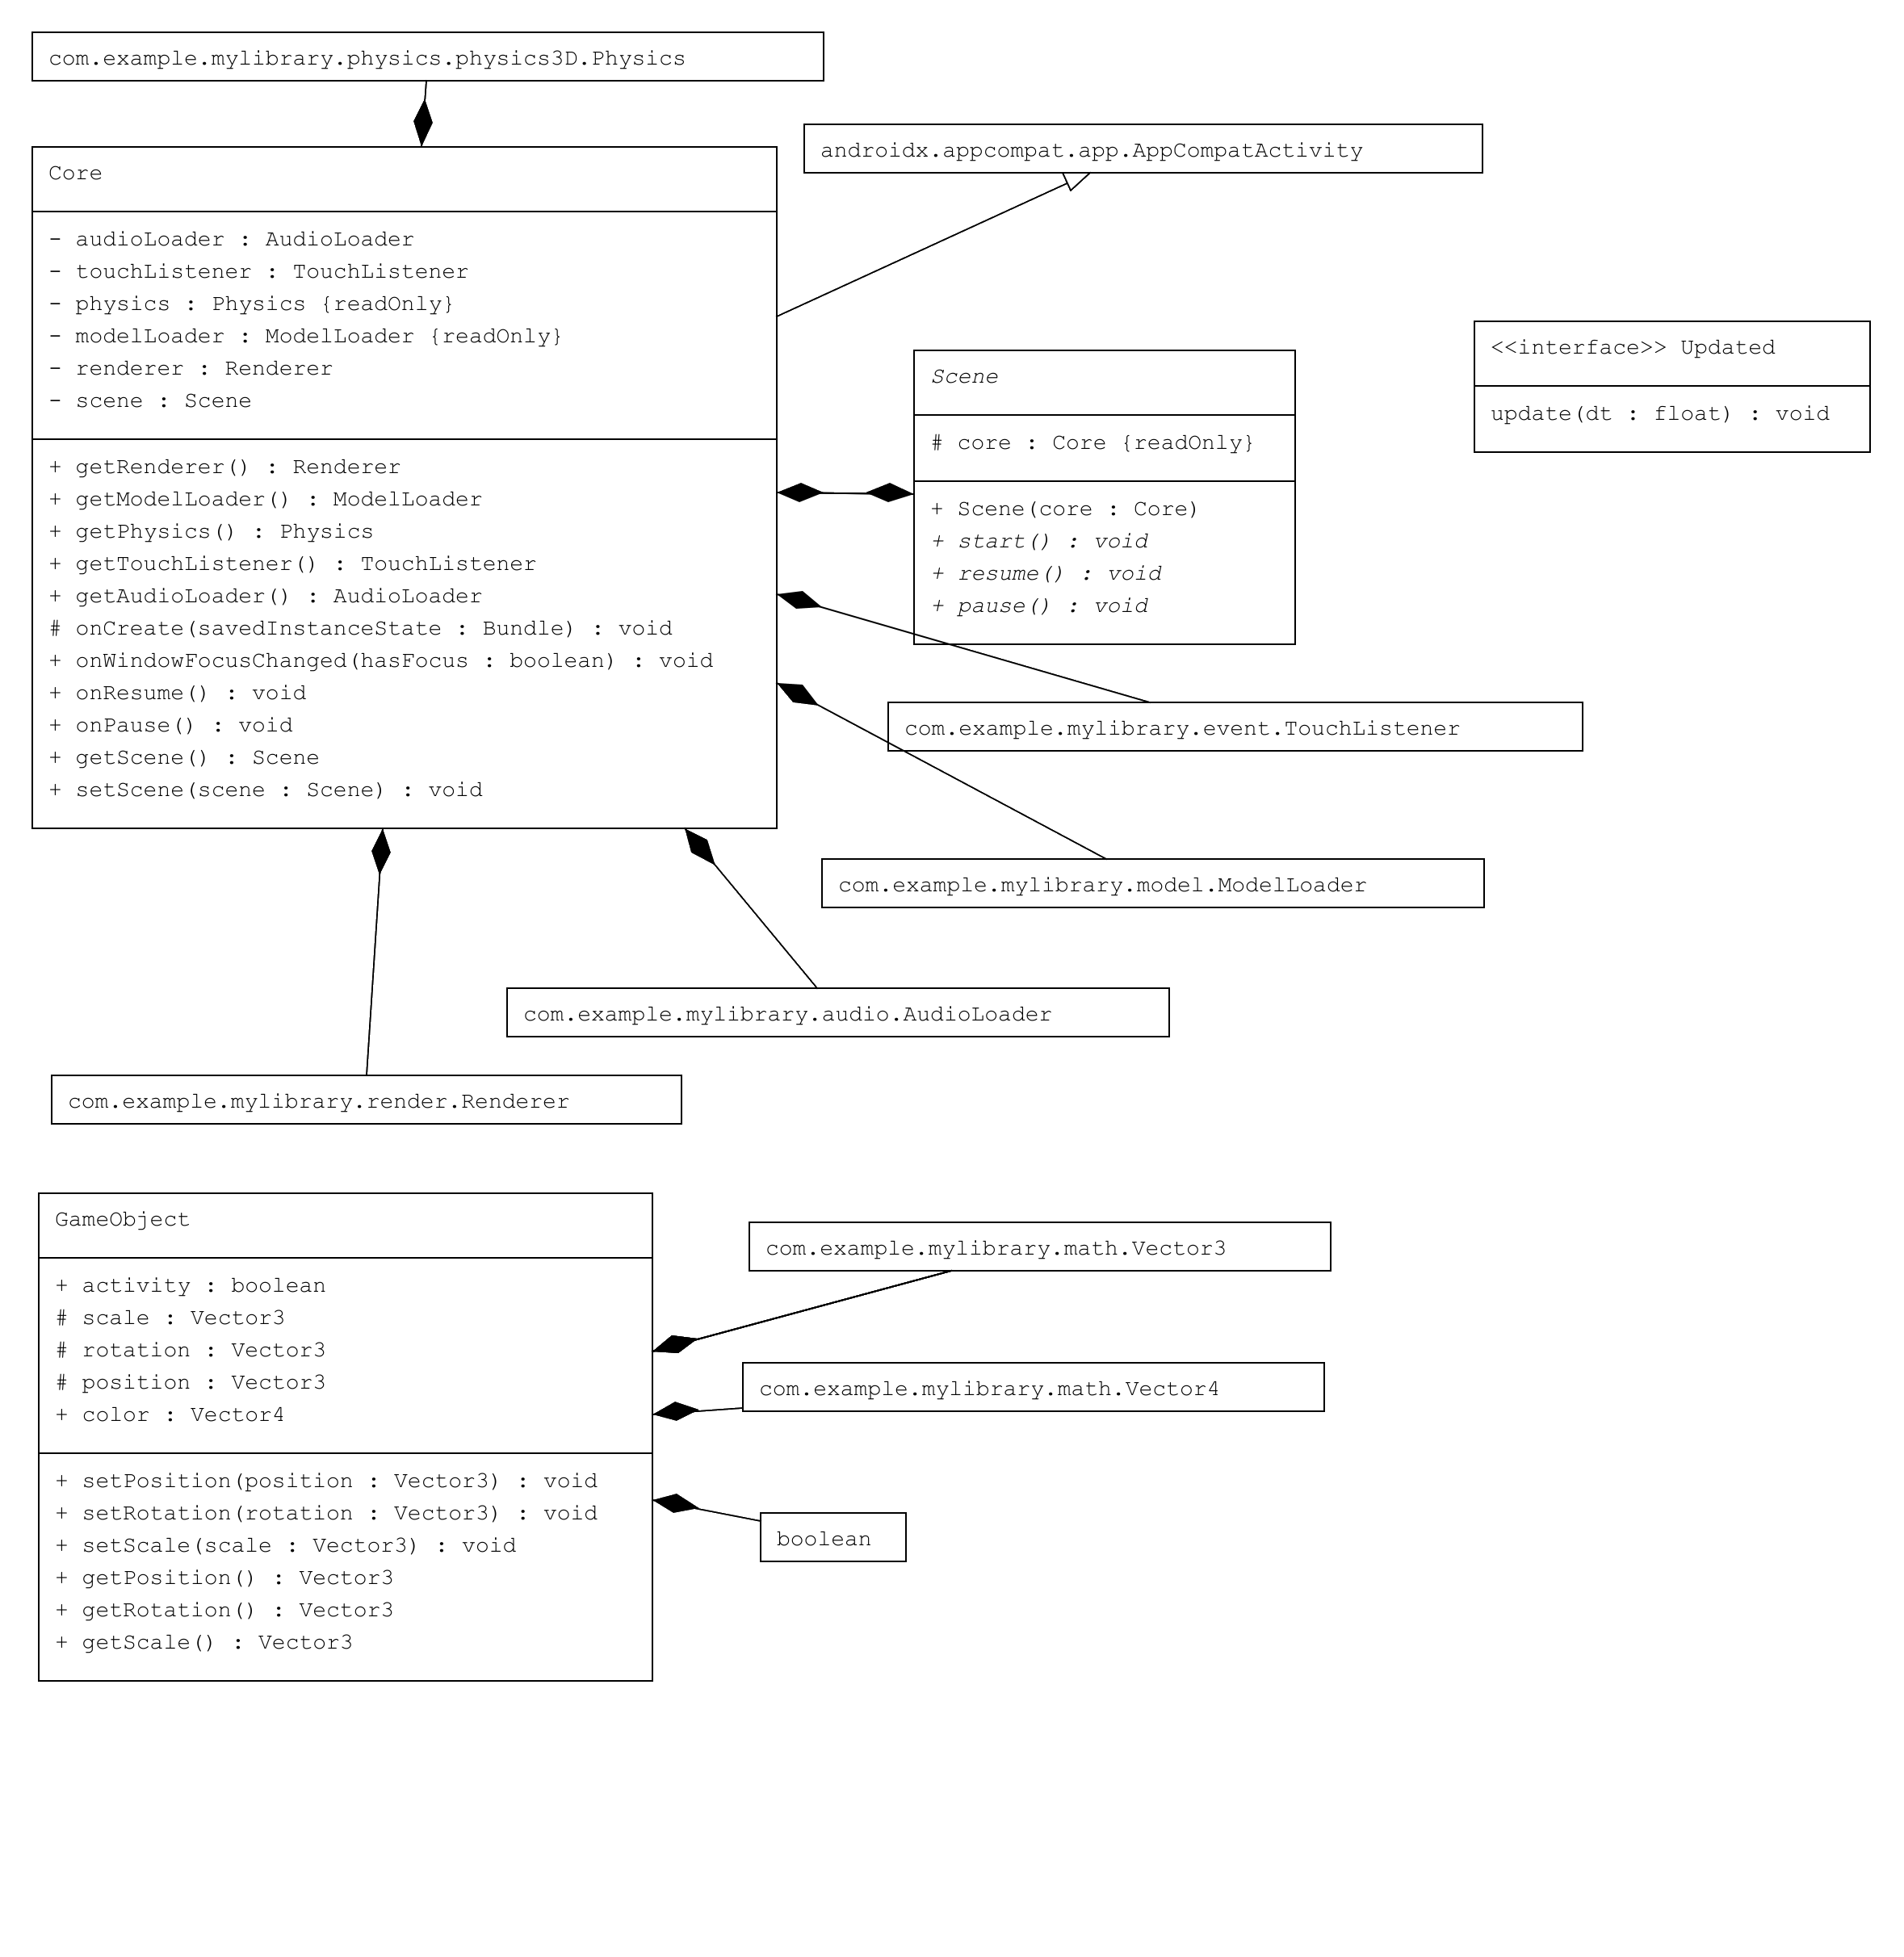 com.example.mylibrary.physics.physics3D.Physics
androidx.appcompat.app.AppCompatActivity
Core
- audioLoader : AudioLoader
- touchListener : TouchListener
- physics : Physics {readOnly}
- modelLoader : ModelLoader {readOnly}
- renderer : Renderer
- scene : Scene
+ getRenderer() : Renderer
+ getModelLoader() : ModelLoader
+ getPhysics() : Physics
+ getTouchListener() : TouchListener
+ getAudioLoader() : AudioLoader
# onCreate(savedInstanceState : Bundle) : void
+ onWindowFocusChanged(hasFocus : boolean) : void
+ onResume() : void
+ onPause() : void
+ getScene() : Scene
+ setScene(scene : Scene) : void
Scene
# core : Core {readOnly}
+ Scene(core : Core)
+ start() : void
+ resume() : void
+ pause() : void
<<interface>> Updated
update(dt : float) : void
com.example.mylibrary.event.TouchListener
com.example.mylibrary.model.ModelLoader
com.example.mylibrary.audio.AudioLoader
com.example.mylibrary.render.Renderer
GameObject
+ activity : boolean
# scale : Vector3
# rotation : Vector3
# position : Vector3
+ color : Vector4
+ setPosition(position : Vector3) : void
+ setRotation(rotation : Vector3) : void
+ setScale(scale : Vector3) : void
+ getPosition() : Vector3
+ getRotation() : Vector3
+ getScale() : Vector3
com.example.mylibrary.math.Vector3
com.example.mylibrary.math.Vector4
boolean